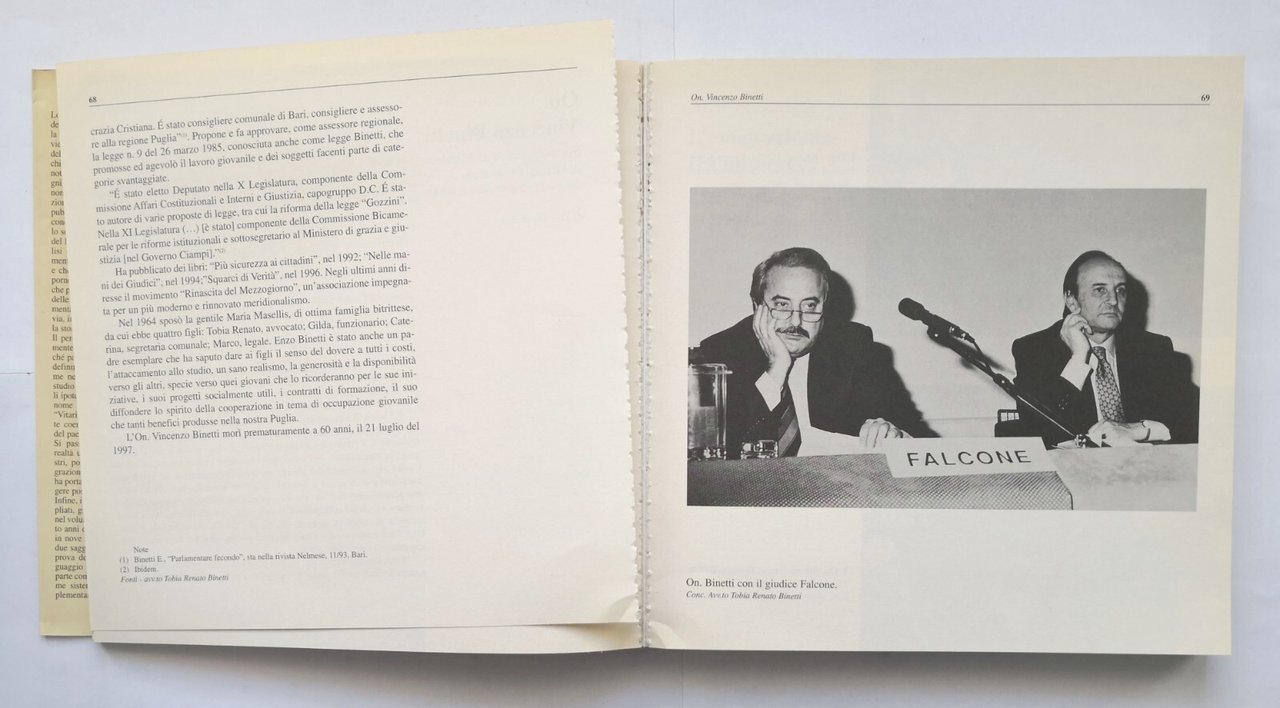 68
crazia Cristiana. É stato consigliere comunale di Bari, consigliere e assesso-
re alla regione Puglia"(1). Propone e fa approvare, come assessore regionale,
la legge n. 9 del 26 marzo 1985, conosciuta anche come legge Binetti, che
promosse ed agevolò il lavoro giovanile e dei soggetti facenti parte di cate-
gorie svantaggiate.
"É stato eletto Deputato nella X Legislatura, componente della Com-
missione Affari Costituzionali e Interni e Giustizia, capogruppo D.C. É sta-
to autore di varie proposte di legge, tra cui la riforma della legge "Gozzini".
Nella XI Legislatura (…) [è stato] componente della Commissione Bicame-
rale per le riforme istituzionali e sottosegretario al Ministero di grazia e giu-
stizia [nel Governo Ciampi]."(2)
Ha pubblicato dei libri: "Più sicurezza ai cittadini", nel 1992; "Nelle ma-
ni dei Giudici", nel 1994;"Squarci di Verità", nel 1996. Negli ultimi anni di-
resse il movimento "Rinascita del Mezzogiorno", un'associazione impegna-
ta per un più moderno e rinnovato meridionalismo.
Nel 1964 sposò la gentile Maria Masellis, di ottima famiglia bitrittese,
da cui ebbe quattro figli: Tobia Renato, avvocato; Gilda, funzionario; Cate-
rina, segretaria comunale; Marco, legale. Enzo Binetti è stato anche un pa-
dre esemplare che ha saputo dare ai figli il senso del dovere a tutti i costi,
l'attaccamento allo studio, un sano realismo, la generosità e la disponibilità
verso gli altri, specie verso quei giovani che lo ricorderanno per le sue ini-
ziative, i suoi progetti socialmente utili, i contratti di formazione, il suo
diffondere lo spirito della cooperazione in tema di occupazione giovanile
che tanti benefici produsse nella nostra Puglia.
L'On. Vincenzo Binetti morì prematuramente a 60 anni, il 21 luglio del
1997.
Note
(1) Binetti E., "Parlamentare fecondo", sta nella rivista Nelmese, 11/93, Bari.
(2) Ibidem.
Fonti - avv.to Tobia Renato Binetti
On. Vincenzo Binetti
69
FALCONE
On. Binetti con il giudice Falcone.
Conc. Avv.to Tobia Renato Binetti